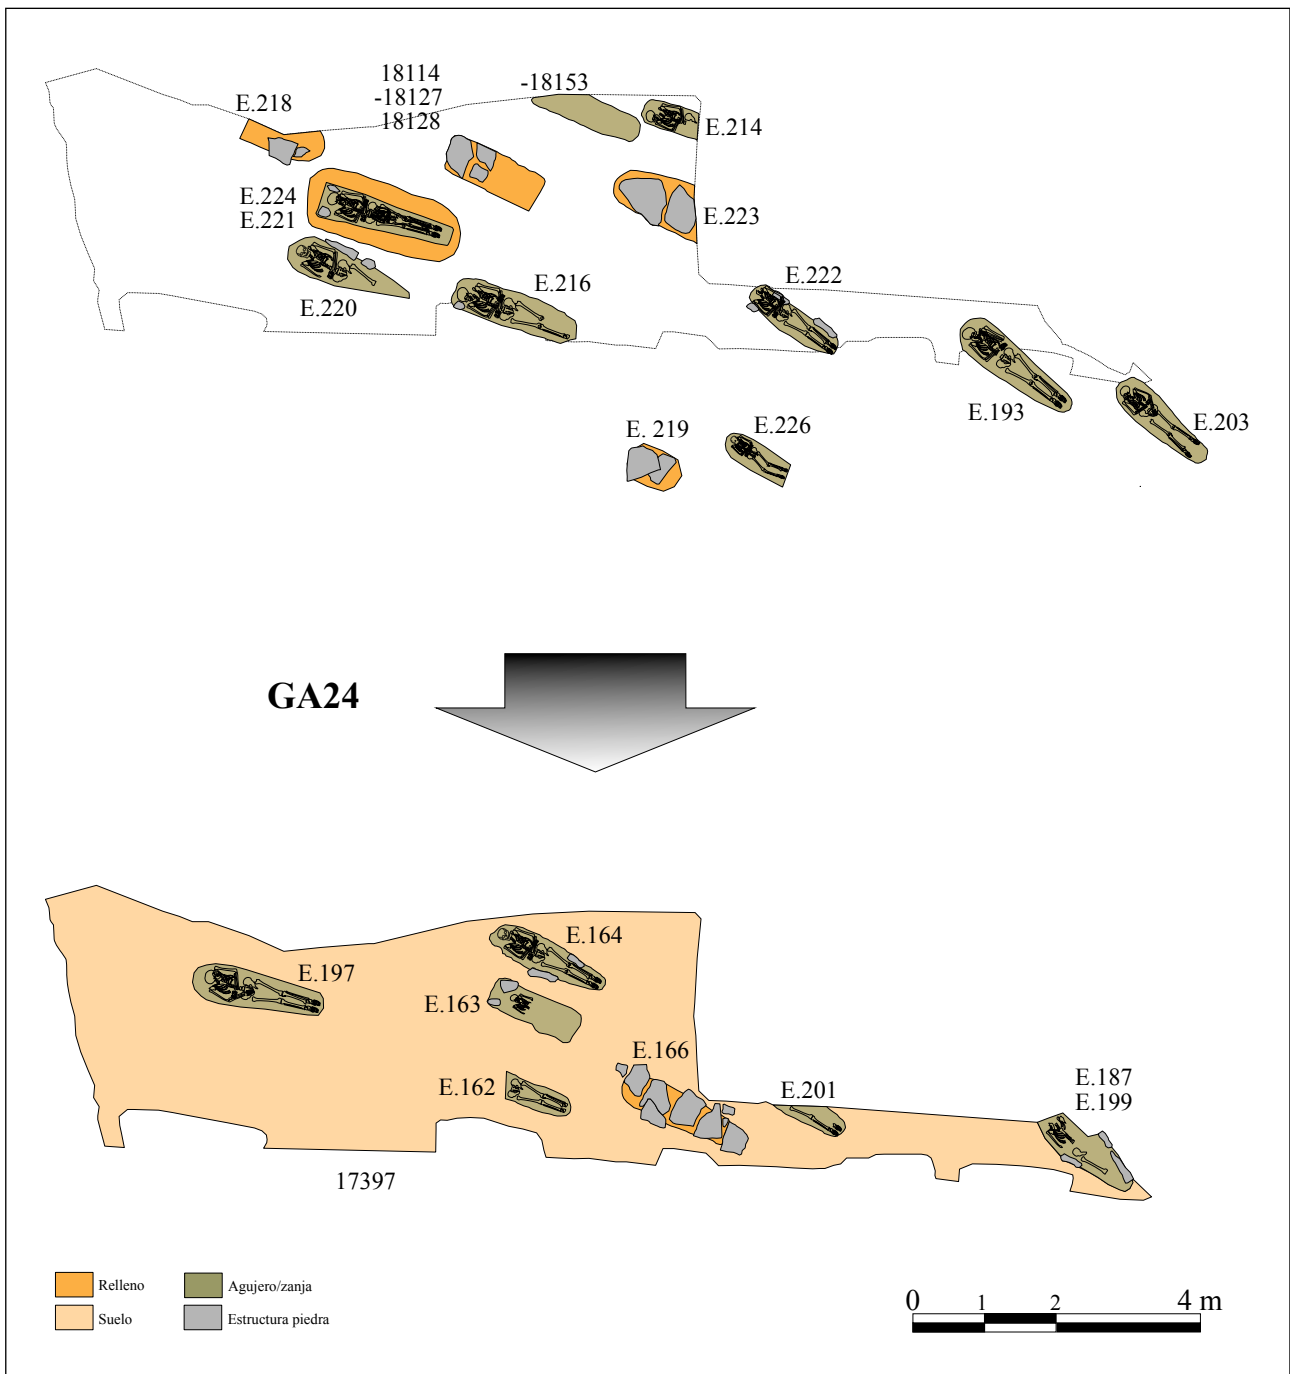 18114
-18127
18128
-18153
E.218
E.214
E.224
E.221
E.223
E.220
E.216
E.222
E.193
E.203
E. 219
E.226
GA24
E.164
E.197
E.163
E.166
E.162
E.201
E.187
E.199
17397
Relleno
Agujero/zanja
Suelo
Estructura piedra
0 1 2 4 m